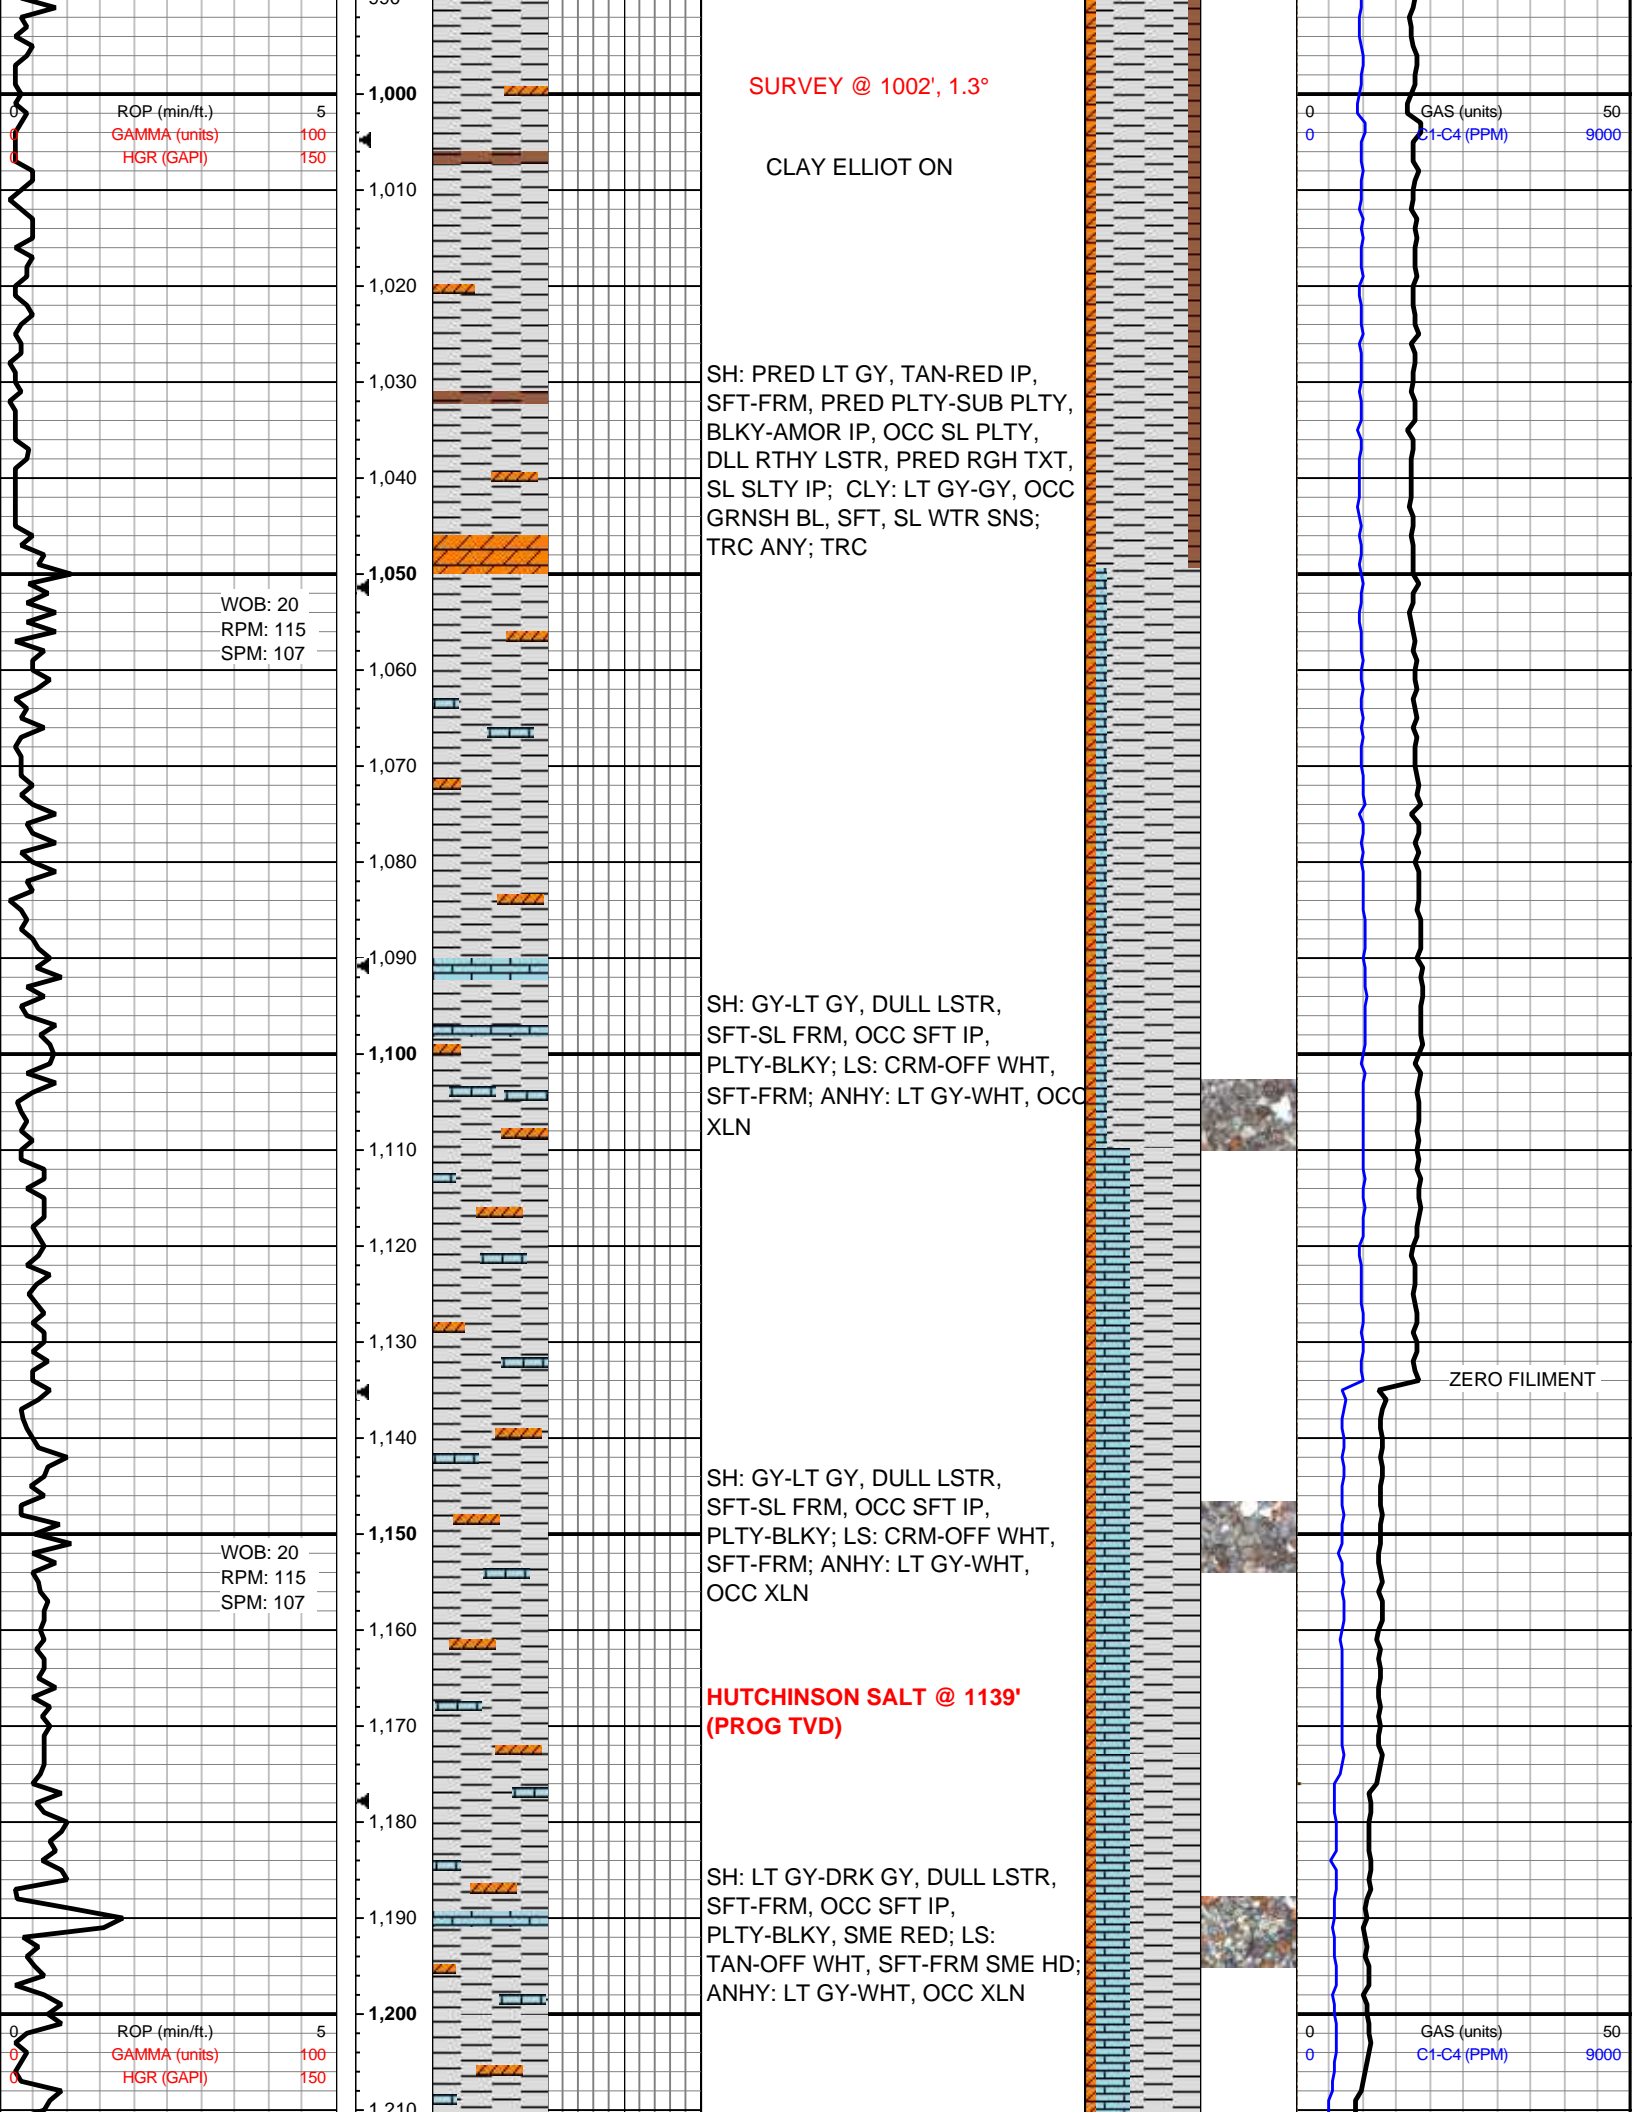 990
SURVEY @ 1002', 1.3°
1,000
0 ROP (min/ft.) 5
0 GAMMA (units) 100
0 HGR (GAPI) 150
0 GAS (units) 50
0 C1-C4 (PPM) 9000
CLAY ELLIOT ON
1,010
1,020
1,030
SH: PRED LT GY, TAN-RED IP,
SFT-FRM, PRED PLTY-SUB PLTY,
BLKY-AMOR IP, OCC SL PLTY,
DLL RTHY LSTR, PRED RGH TXT,
SL SLTY IP; CLY: LT GY-GY, OCC
GRNSH BL, SFT, SL WTR SNS;
TRC ANY; TRC
1,040
1,050
WOB: 20
RPM: 115
SPM: 107
1,060
1,070
1,080
1,090
SH: GY-LT GY, DULL LSTR,
SFT-SL FRM, OCC SFT IP,
PLTY-BLKY; LS: CRM-OFF WHT,
SFT-FRM; ANHY: LT GY-WHT, OCC
XLN
1,100
1,110
1,120
1,130
ZERO FILIMENT
1,140
SH: GY-LT GY, DULL LSTR,
SFT-SL FRM, OCC SFT IP,
PLTY-BLKY; LS: CRM-OFF WHT,
SFT-FRM; ANHY: LT GY-WHT,
OCC XLN
1,150
WOB: 20
RPM: 115
SPM: 107
1,160
HUTCHINSON SALT @ 1139'
(PROG TVD)
1,170
1,180
SH: LT GY-DRK GY, DULL LSTR,
SFT-FRM, OCC SFT IP,
PLTY-BLKY, SME RED; LS:
TAN-OFF WHT, SFT-FRM SME HD;
ANHY: LT GY-WHT, OCC XLN
1,190
1,200
0 ROP (min/ft.) 5
0 GAMMA (units) 100
0 HGR (GAPI) 150
0 GAS (units) 50
0 C1-C4 (PPM) 9000
1,210